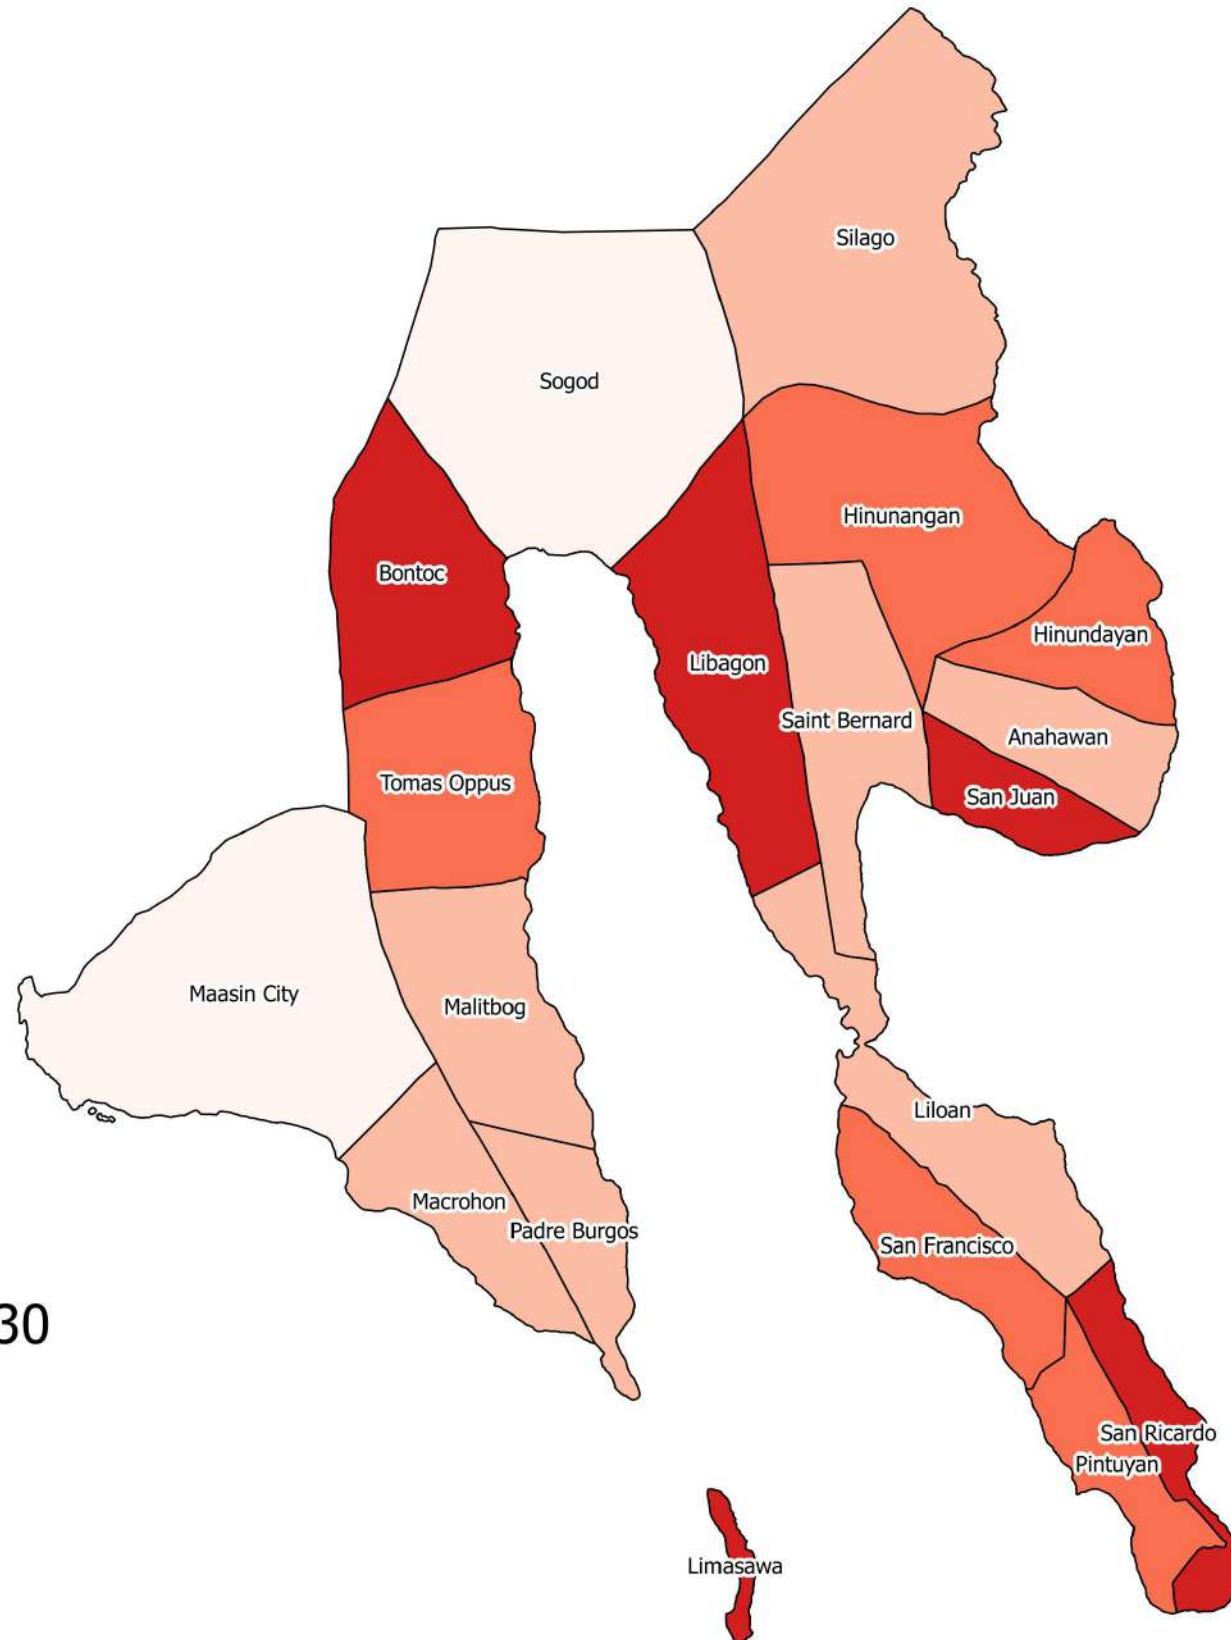 Silago
Sogod
Hinunangan
Bontoc
Hinundayan
Libagon
Saint Bernard
Anahawan
Tomas Oppus
San Juan
Maasin City
Malitbog
Liloan
Macrohon
Padre Burgos
San Francisco
30
San Ricardo
Pintuyan
Limasawa